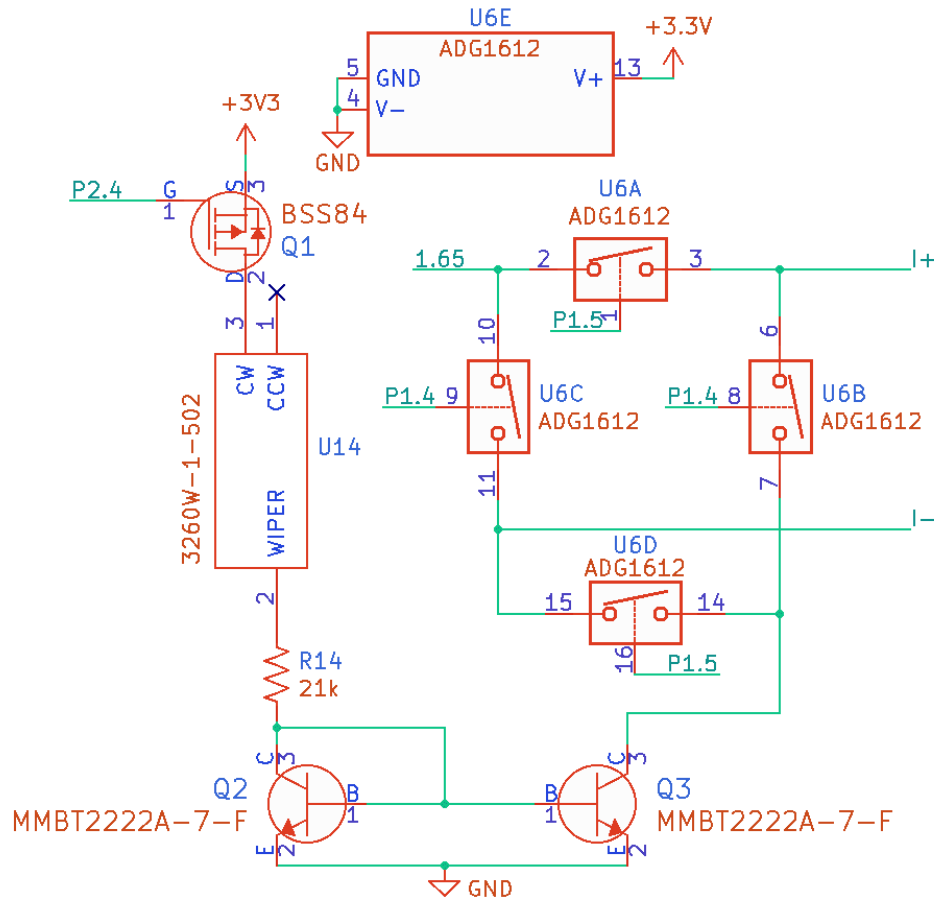 U6E
ADG1612
+3.3V
5 GND
V+ 13
4 V-
GND
+3V3
P2.4
G
1
S
3
BSS84
Q1
D
2
U6A
ADG1612
1.65
2
3
I+
P1.5
1
3
1
CW
CCW
10
6
P1.4
9
U6C
ADG1612
P1.4
8
U6B
ADG1612
3260W-1-502
U14
WIPER
11
7
I-
2
U6D
ADG1612
15
14
16
P1.5
R14
21k
C
3
Q2
MMBT2222A-7-F
B
1
E
2
B
1
C
3
Q3
MMBT2222A-7-F
E
2
GND